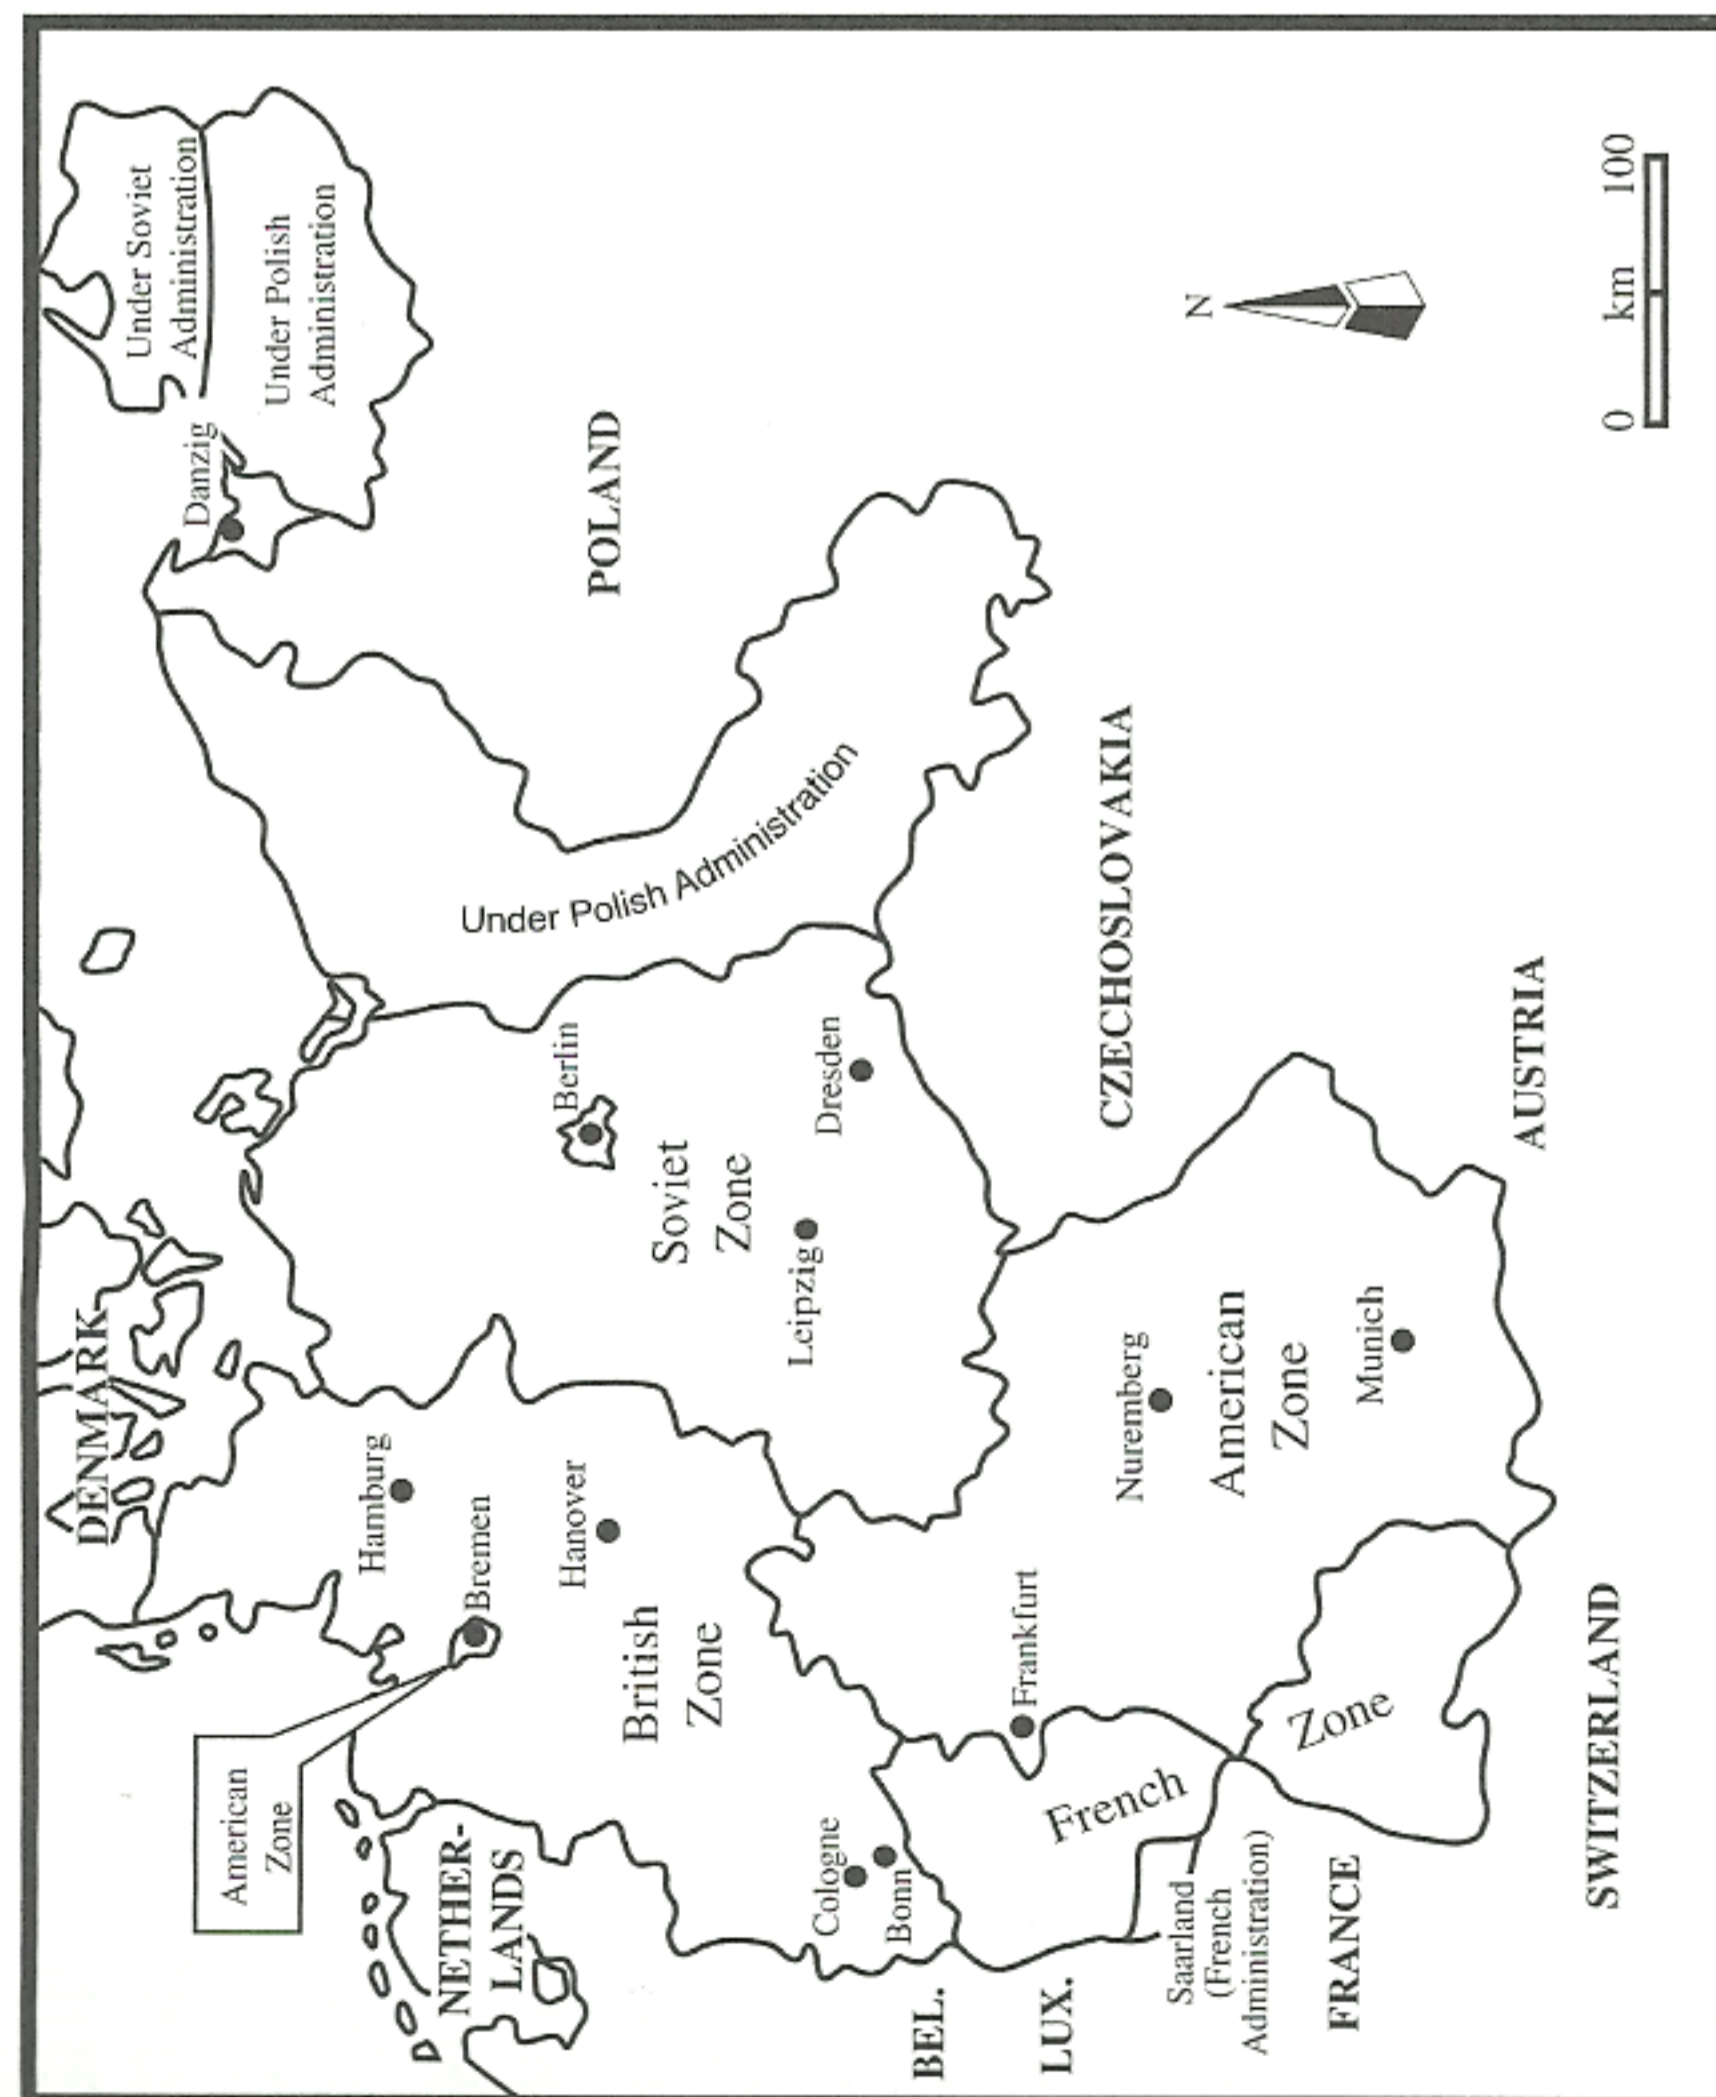 DENMARK
Under Soviet
Administration
Danzig
Under Polish
Administration
POLAND
Under Polish Administration
American
Zone
Hamburg
Bremen
Hanover
British
Zone
NETHER-
LANDS
Berlin
Soviet
Zone
Leipzig
Dresden
Cologne
Bonn
BEL.
LUX.
Frankfurt
French
Zone
Saarland
(French
Administration)
FRANCE
Nuremberg
American
Zone
Munich
CZECHOSLOVAKIA
AUSTRIA
SWITZERLAND
N
0 km 100